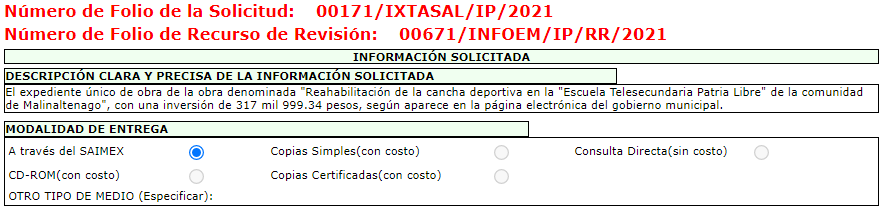 Número de Folio de la Solicitud: 00171/IXTASAL/IP/2021
Número de Folio de Recurso de Revisión: 00671/INFOEM/IP/RR/2021
INFORMACIÓN SOLICITADA
DESCRIPCIÓN CLARA Y PRECISA DE LA INFORMACIÓN SOLICITADA
El expediente único de obra de la obra denominada "Reahabilitación de la cancha deportiva en la "Escuela Telesecundaria Patria Libre" de la comunidad
de Malinaltenago", con una inversión de 317 mil 999.34 pesos, según aparece en la página electrónica del gobierno municipal.
MODALIDAD DE ENTREGA
A través del SAIMEX Copias Simples(con costo) Consulta Directa(sin costo)
CD-ROM(con costo) Copias Certificadas(con costo)
OTRO TIPO DE MEDIO (Especificar):